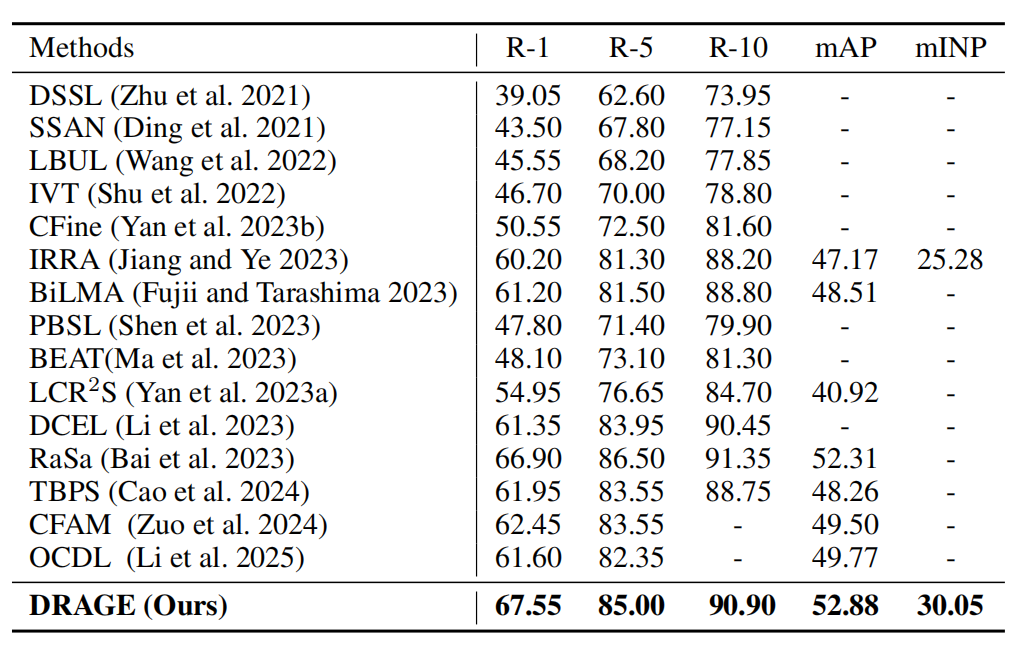 Methods R-1 R-5 R-10 mAP mINP
DSSL (Zhu et al. 2021) 39.05 62.60 73.95 - -
SSAN (Ding et al. 2021) 43.50 67.80 77.15 - -
LBUL (Wang et al. 2022) 45.55 68.20 77.85 - -
IVT (Shu et al. 2022) 46.70 70.00 78.80 - -
CFine (Yan et al. 2023b) 50.55 72.50 81.60 - -
IRRA (Jiang and Ye 2023) 60.20 81.30 88.20 47.17 25.28
BiLMA (Fujii and Tarashima 2023) 61.20 81.50 88.80 48.51 -
PBSL (Shen et al. 2023) 47.80 71.40 79.90 - -
BEAT(Ma et al. 2023) 48.10 73.10 81.30 - -
LCR²S (Yan et al. 2023a) 54.95 76.65 84.70 40.92 -
DCEL (Li et al. 2023) 61.35 83.95 90.45 - -
RaSa (Bai et al. 2023) 66.90 86.50 91.35 52.31 -
TBPS (Cao et al. 2024) 61.95 83.55 88.75 48.26 -
CFAM (Zuo et al. 2024) 62.45 83.55 - 49.50 -
OCDL (Li et al. 2025) 61.60 82.35 - 49.77 -
DRAGE (Ours) 67.55 85.00 90.90 52.88 30.05